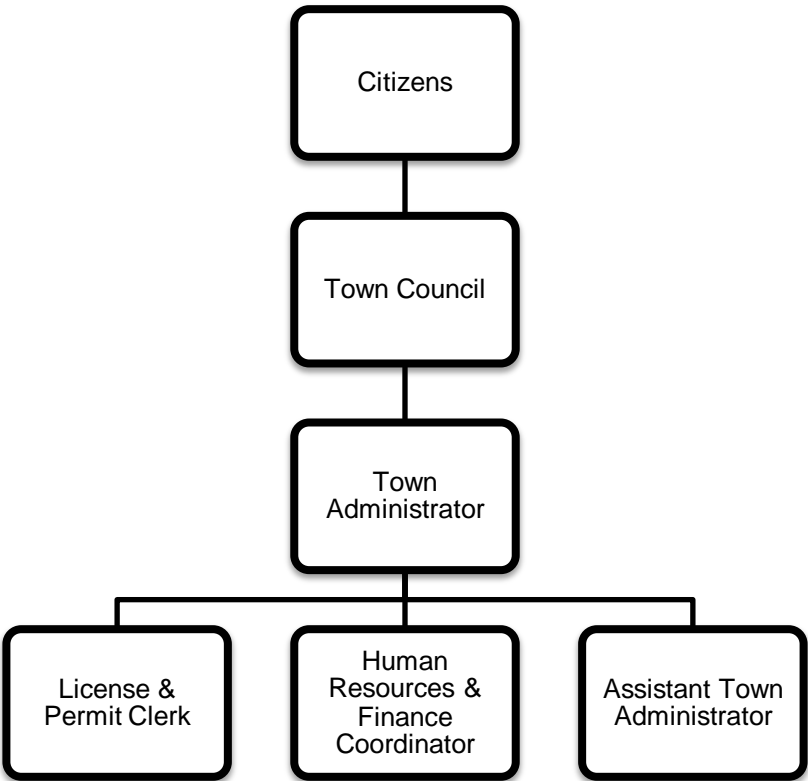 Citizens
Town Council
Town
Administrator
License &
Permit Clerk
Human
Resources &
Finance
Coordinator
Assistant Town
Administrator